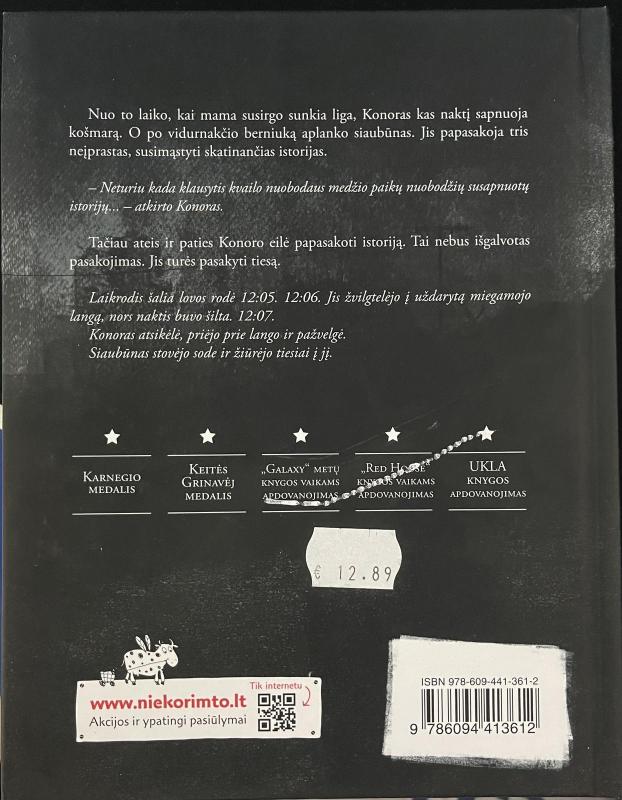 Nuo to laiko, kai mama susirgo sunkia liga, Konoras kas naktį sapnuoja
košmarą. O po vidurnakčio berniuką aplanko siaubūnas. Jis papasakoja tris
neįprastas, susimąstyti skatinančias istorijas.
– Neturiu kada klausytis kvailo nuobodaus medžio paikų nuobodžių susapnuotų
istorijų... – atkirto Konoras.
Tačiau ateis ir paties Konoro eilė papasakoti istoriją. Tai nebus išgalvotas
pasakojimas. Jis turės pasakyti tiesą.
Laikrodis šalia lovos rodė 12:05. 12:06. Jis žvilgtelėjo į uždarytą miegamojo
langą, nors naktis buvo šilta. 12:07.
Konoras atsikėlė, priėjo prie lango ir pažvelgė.
Siaubūnas stovėjo sode ir žiūrėjo tiesiai į jį.
Karnegio
medalis
Keitės
Grinavėj
medalis
„Galaxy“ metų
knygos vaikams
apdovanojimas
„Red House“
knygos vaikams
apdovanojimas
UKLA
knygos
apdovanojimas
€ 12.89
Tik internetu
www.niekorimto.lt
Akcijos ir ypatingi pasiūlymai
ISBN 978-609-441-361-2
9 786094 413612